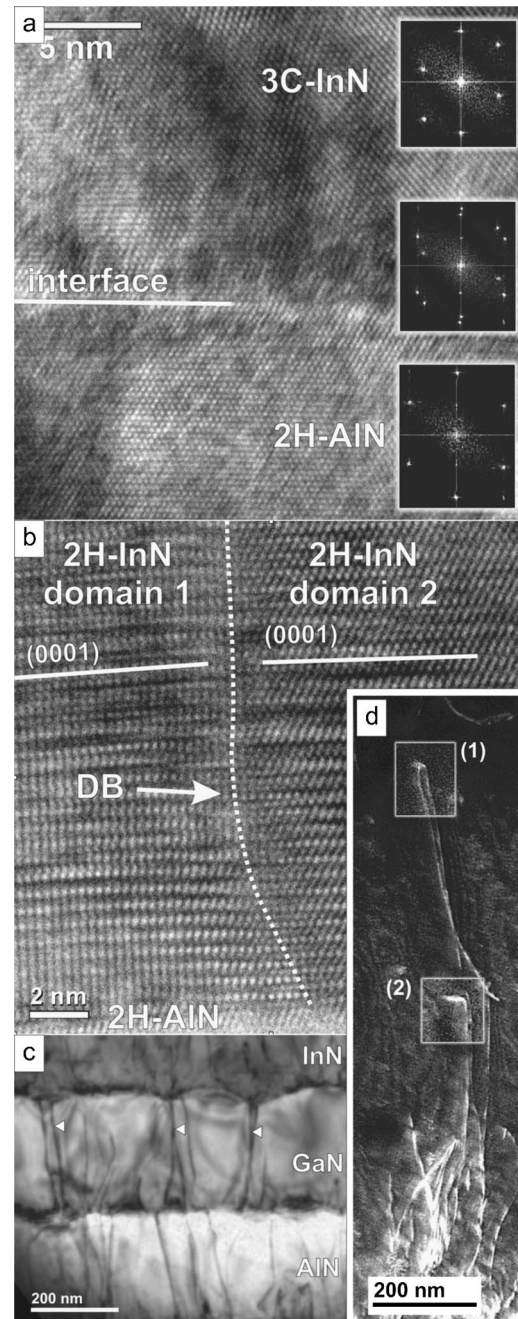 a
5 nm
3C-InN
interface
2H-AlN
b
2H-InN
domain 1
2H-InN
domain 2
(0001)
(0001)
DB
2 nm
2H-AlN
d
(1)
(2)
200 nm
c
InN
GaN
AlN
200 nm